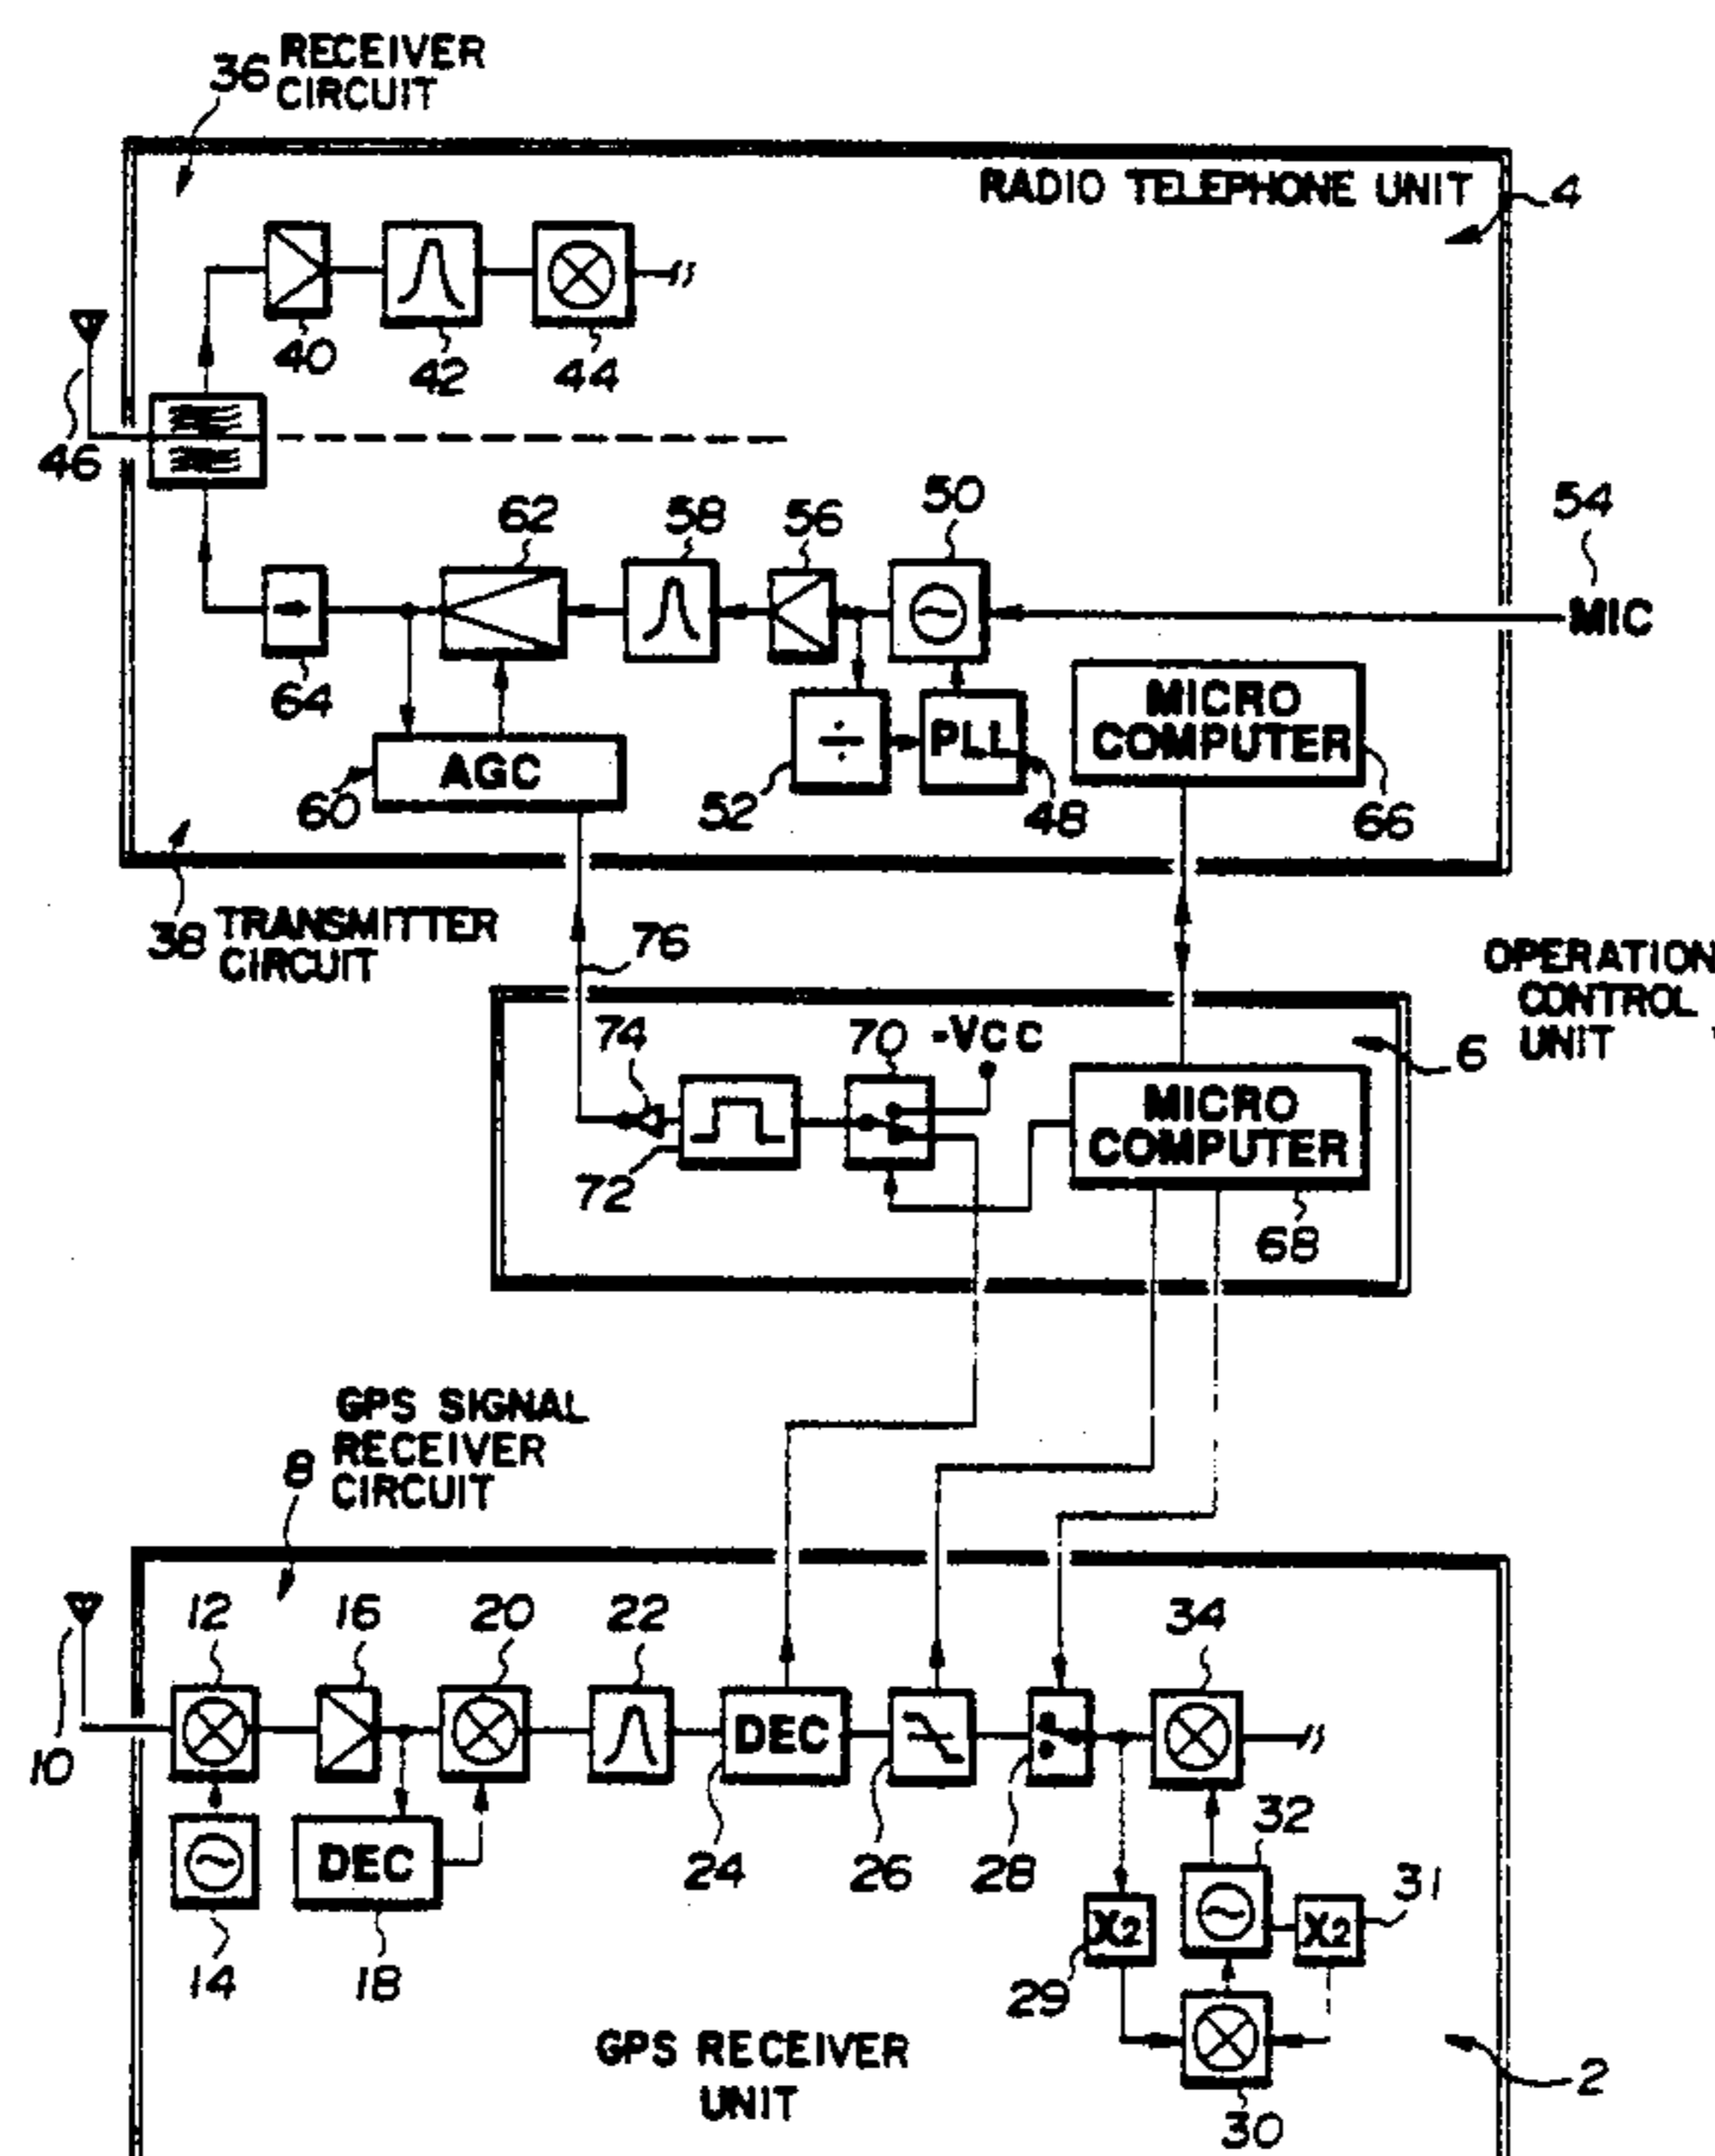 36 RECEIVER
CIRCUIT
RADIO TELEPHONE UNIT
4
40
42
44
46
62
58
56
50
54
MIC
64
AGC
60
÷
52
PLL
48
MICRO
COMPUTER
66
38 TRANSMITTER
CIRCUIT
76
OPERATION
CONTROL
UNIT
6
74
70
-VCC
72
MICRO
COMPUTER
68
GPS SIGNAL
8 RECEIVER
CIRCUIT
12
16
20
22
34
10
DEC
24
26
28
32
14
DEC
18
X2
29
X2
31
30
GPS RECEIVER
UNIT
2